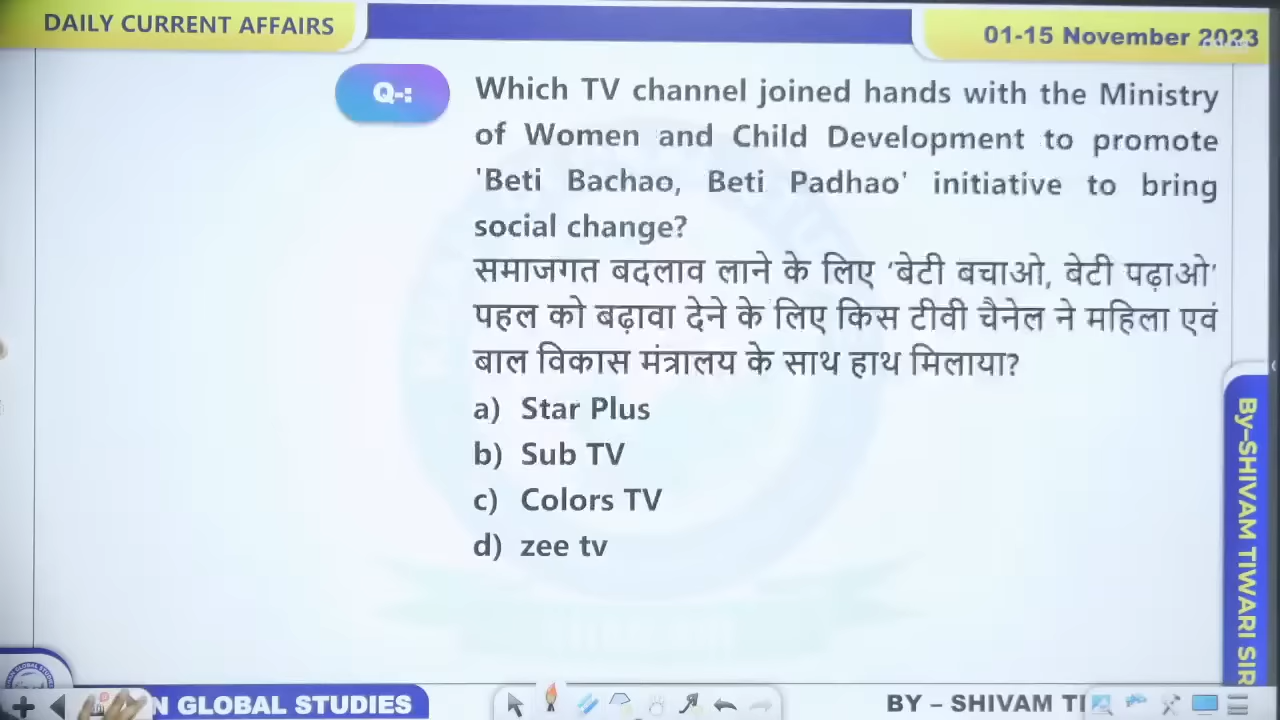 DAILY CURRENT AFFAIRS
01-15 November 2023
Q-:
Which TV channel joined hands with the Ministry
of Women and Child Development to promote
'Beti Bachao, Beti Padhao' initiative to bring
social change?
समाजगत बदलाव लाने के लिए ‘बेटी बचाओ, बेटी पढ़ाओ’
पहल को बढ़ावा देने के लिए किस टीवी चैनेल ने महिला एवं
बाल विकास मंत्रालय के साथ हाथ मिलाया?
a) Star Plus
b) Sub TV
c) Colors TV
d) zee tv
By–SHIVAM TIWARI SIR
N GLOBAL STUDIES
BY – SHIVAM TI